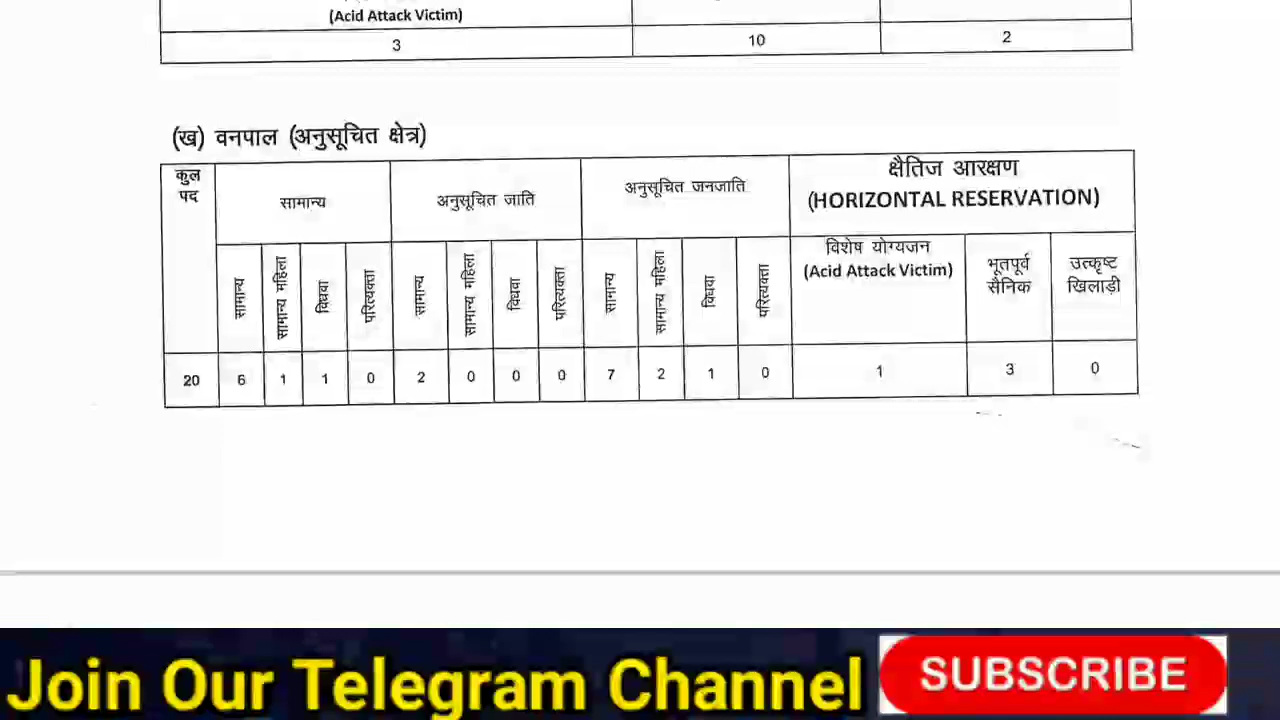 (Acid Attack Victim)
3 10 2
(ख) वनपाल (अनुसूचित क्षेत्र)
कुल पद सामान्य अनुसूचित जाति अनुसूचित जनजाति क्षैतिज आरक्षण
(HORIZONTAL RESERVATION)
सामान्य सामान्य महिला विधवा परित्यक्ता सामान्य सामान्य महिला विधवा परित्यक्ता सामान्य सामान्य महिला विधवा परित्यक्ता विशेष योग्यजन (Acid Attack Victim) भूतपूर्व सैनिक उत्कृष्ट खिलाड़ी
20 6 1 1 0 2 0 0 0 7 2 1 0 1 3 0
Join Our Telegram Channel SUBSCRIBE